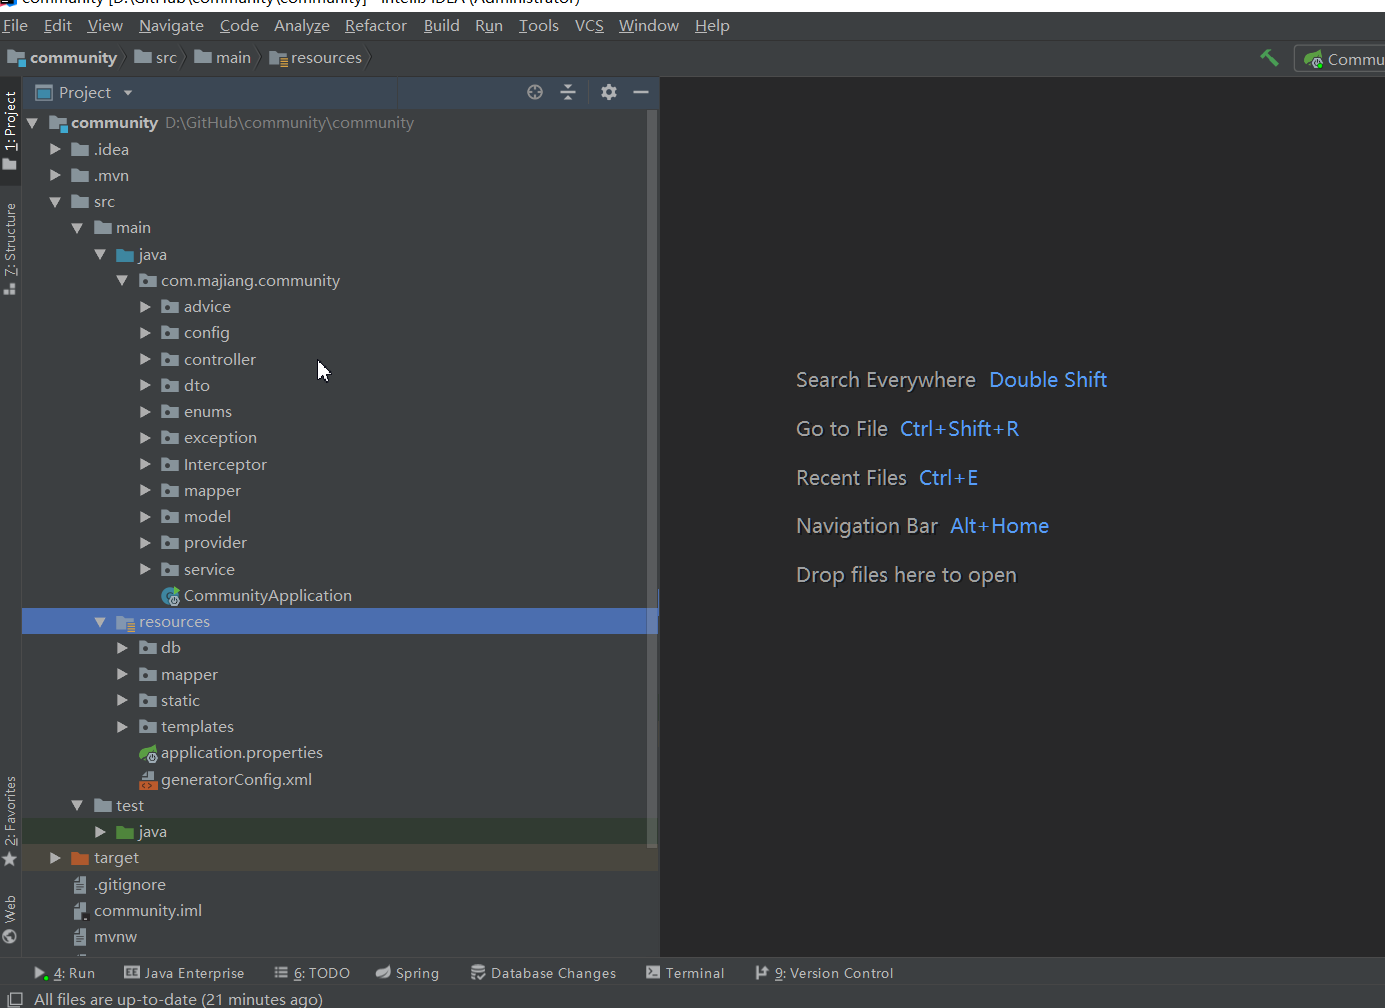 community [D:\GitHub\community\community] - IntelliJ IDEA (Administrator)
File Edit View Navigate Code Analyze Refactor Build Run Tools VCS Window Help
community src main resources
Commu
Project
1: Project
community D:\GitHub\community\community
.idea
.mvn
src
main
java
com.majiang.community
advice
config
controller
dto
enums
exception
Interceptor
mapper
model
provider
service
CommunityApplication
resources
db
mapper
static
templates
application.properties
generatorConfig.xml
test
java
target
.gitignore
community.iml
mvnw
7: Structure
2: Favorites
Web
Search Everywhere Double Shift
Go to File Ctrl+Shift+R
Recent Files Ctrl+E
Navigation Bar Alt+Home
Drop files here to open
4: Run Java Enterprise 6: TODO Spring Database Changes Terminal 9: Version Control
All files are up-to-date (21 minutes ago)